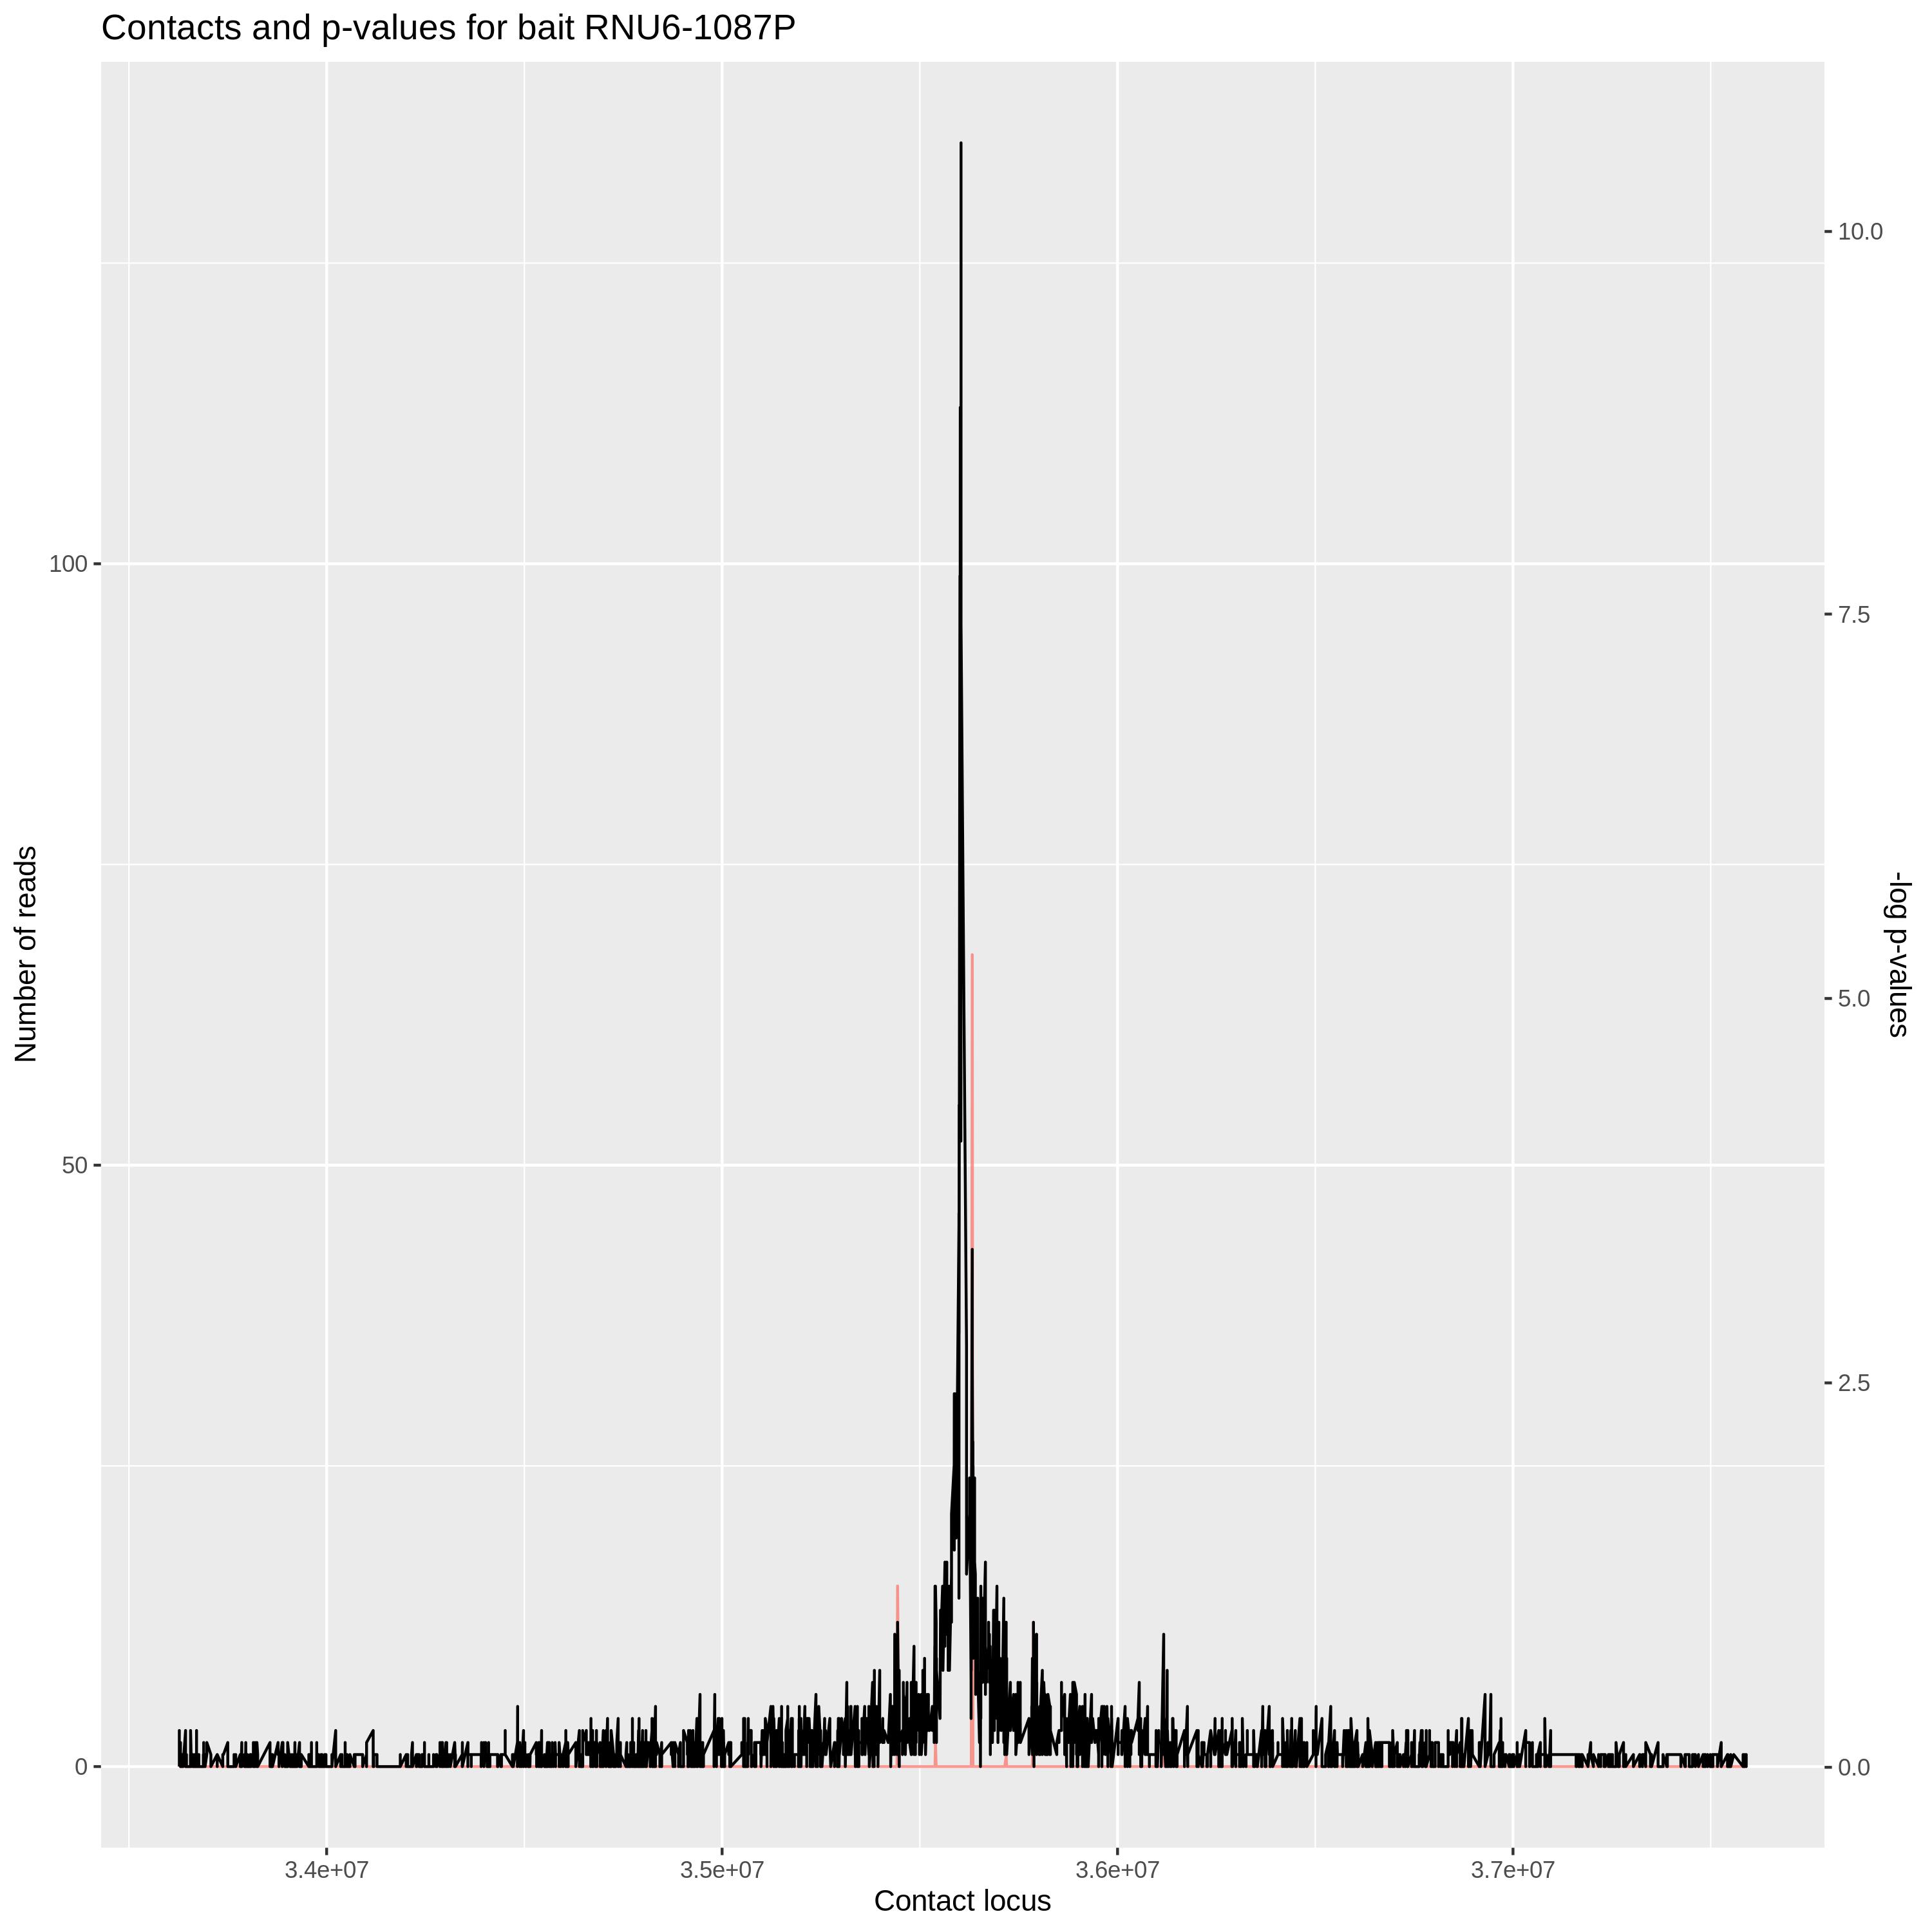 Contacts and p-values for bait RNU6-1087P
Number of reads
100
50
0
10.0
7.5
5.0
2.5
0.0
-log p-values
3.4e+07 3.5e+07 3.6e+07 3.7e+07
Contact locus